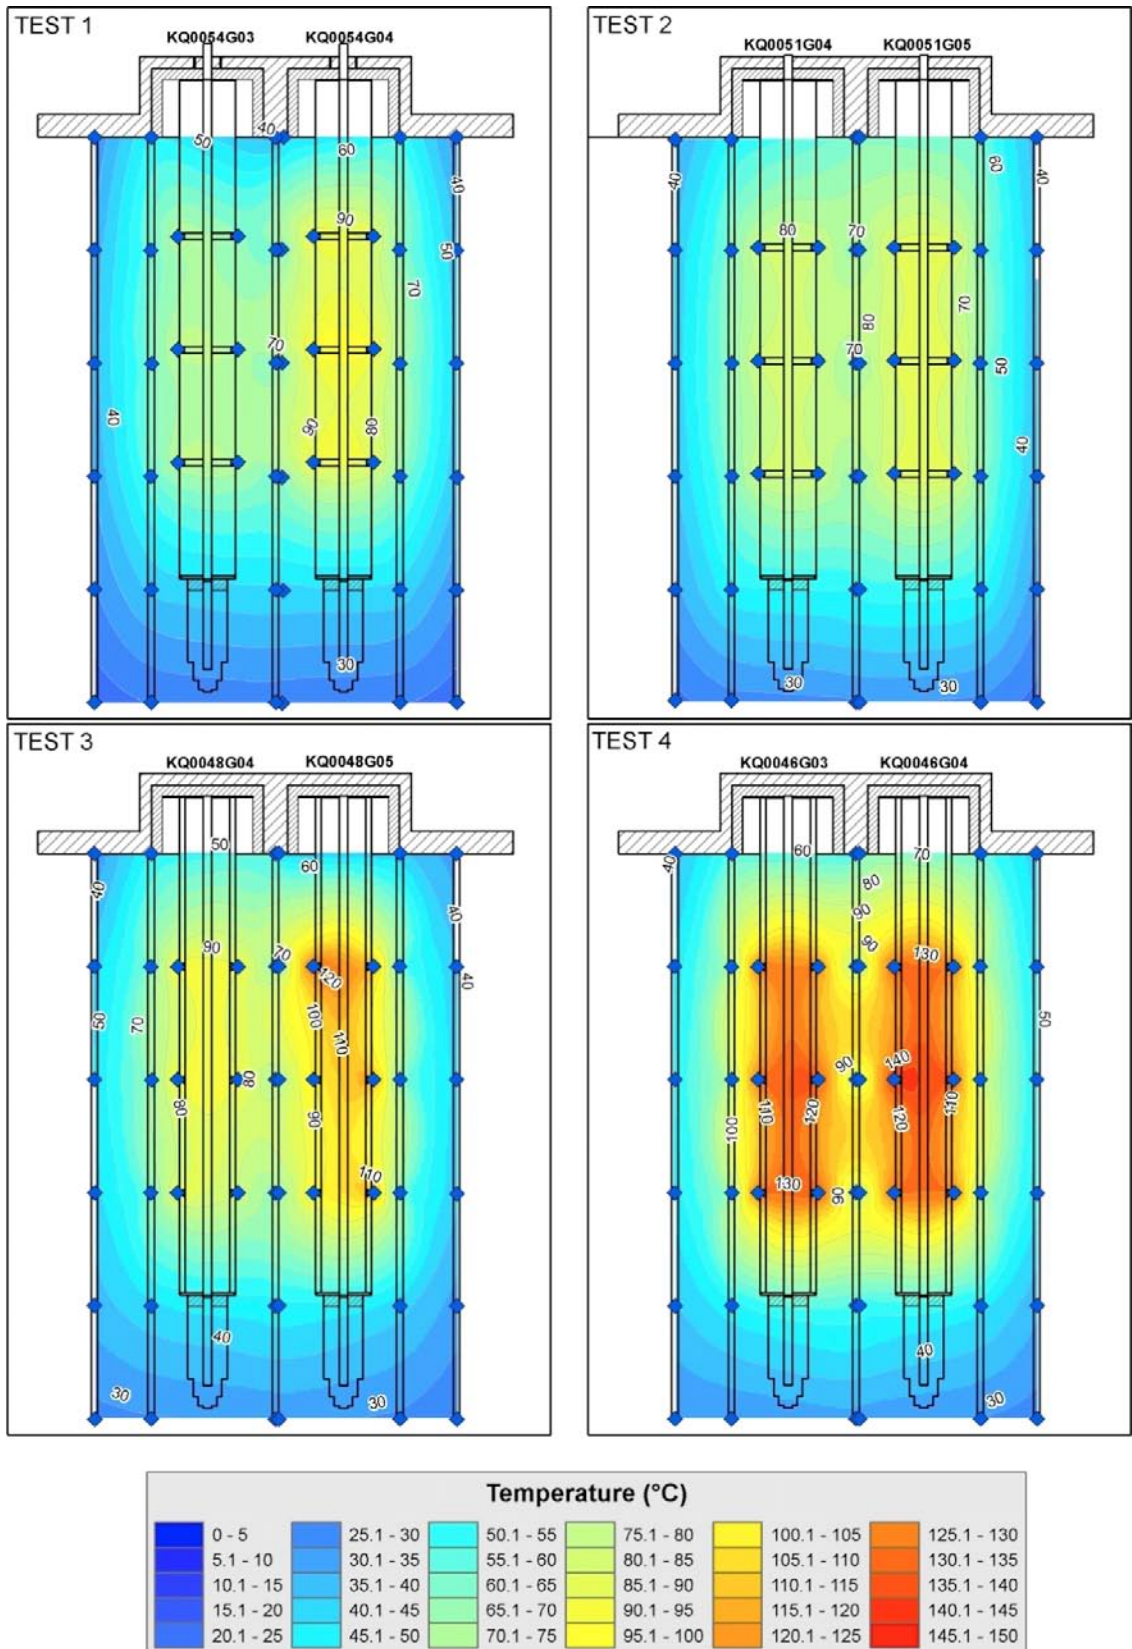 TEST 1
KQ0054G03 KQ0054G04
50 40 60
40
90
50
70
70
40
90 80
30
TEST 2
KQ0051G04 KQ0051G05
60
40 40
80 70
70
80
70
50
40
30 30
TEST 3
KQ0048G04 KQ0048G05
50
60
40
40
90 70
120 40
50 70 100
110
80
80 90
110
40
30 30
TEST 4
KQ0046G03 KQ0046G04
60 70
40
80
90
90 130
50
90 140
110 120 120 110
100
130 90
40
30
Temperature (°C)
0 - 5 25.1 - 30 50.1 - 55 75.1 - 80 100.1 - 105 125.1 - 130
5.1 - 10 30.1 - 35 55.1 - 60 80.1 - 85 105.1 - 110 130.1 - 135
10.1 - 15 35.1 - 40 60.1 - 65 85.1 - 90 110.1 - 115 135.1 - 140
15.1 - 20 40.1 - 45 65.1 - 70 90.1 - 95 115.1 - 120 140.1 - 145
20.1 - 25 45.1 - 50 70.1 - 75 95.1 - 100 120.1 - 125 145.1 - 150